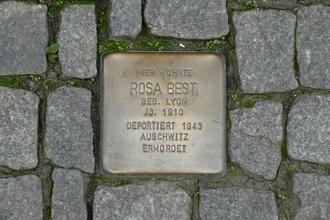 HIER WOHNTE
ROSA BEST,
GEB. LYON
JG. 1910
DEPORTIERT 1943
AUSCHWITZ
ERMORDET